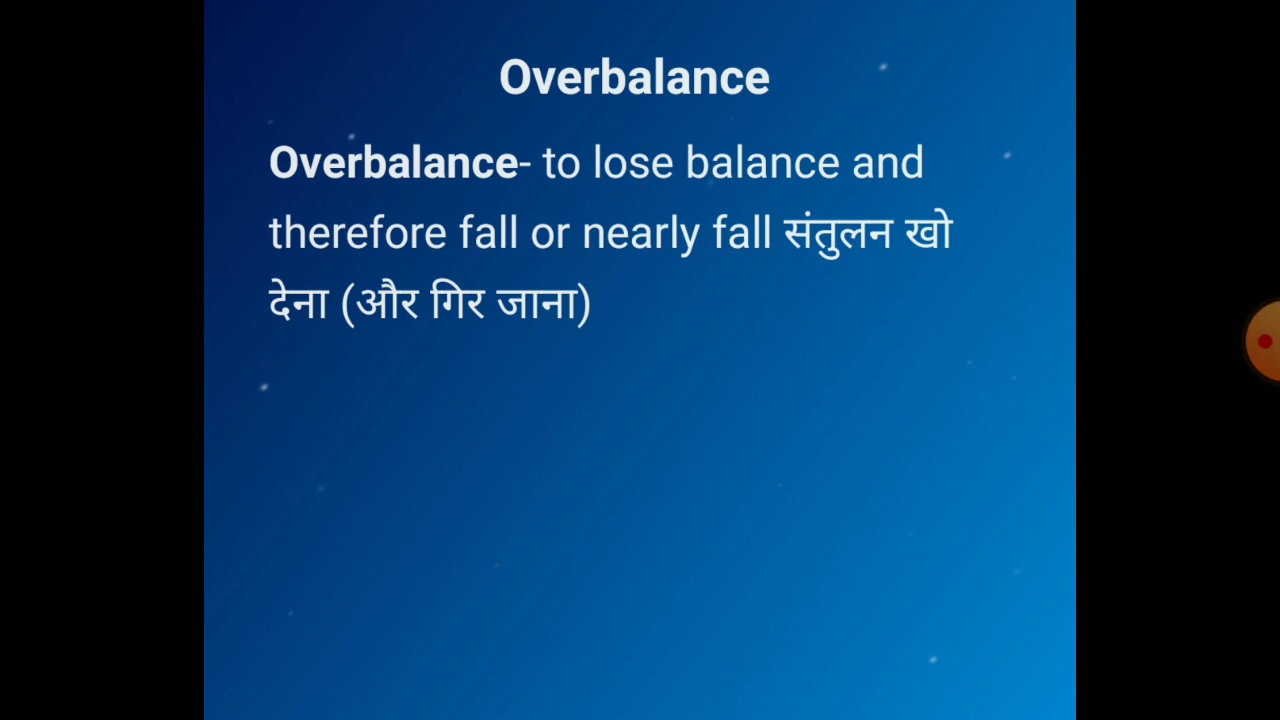 Overbalance
Overbalance- to lose balance and
therefore fall or nearly fall संतुलन खो
देना (और गिर जाना)